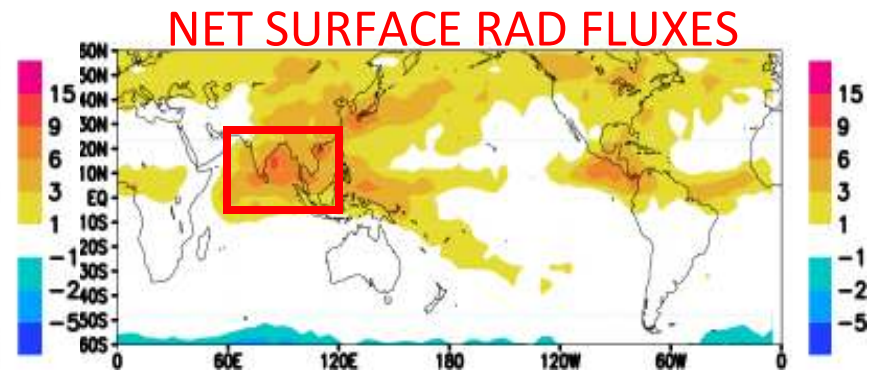 NET SURFACE RAD FLUXES
60N
50N
40N
30N
20N
10N
EQ
10S
20S
30S
40S
50S
60S
0 60E 120E 180 120W 60W 0
15
9
6
3
1
-1
-2
-5
15
9
6
3
1
-1
-2
-5